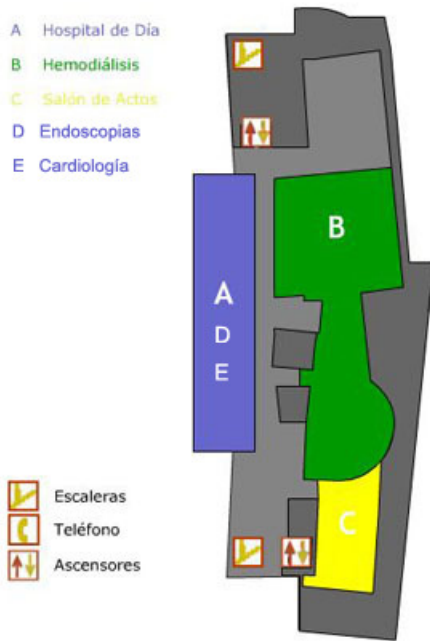 A Hospital de Día
B Hemodiálisis
C Salón de Actos
D Endoscopias
E Cardiología
B
A
D
E
C
Escaleras
Teléfono
Ascensores